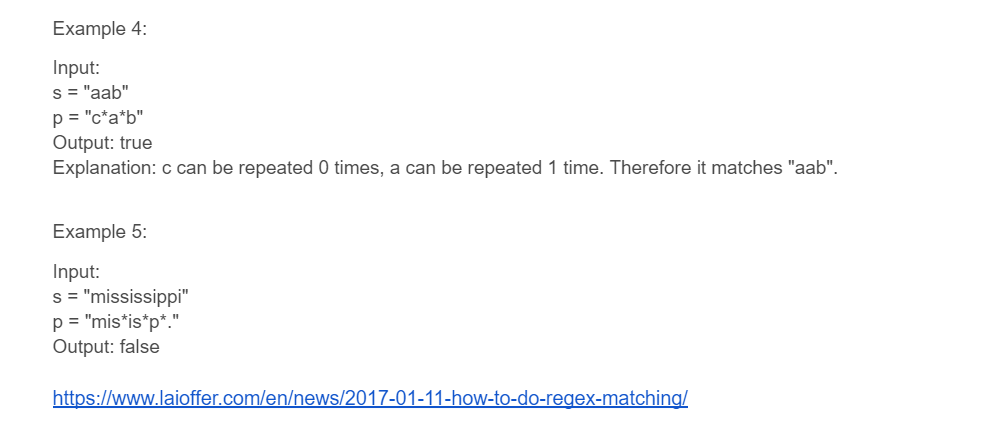 Example 4:
Input:
s = "aab"
p = "c*a*b"
Output: true
Explanation: c can be repeated 0 times, a can be repeated 1 time. Therefore it matches "aab".
Example 5:
Input:
s = "mississippi"
p = "mis*is*p*."
Output: false
https://www.laioffer.com/en/news/2017-01-11-how-to-do-regex-matching/